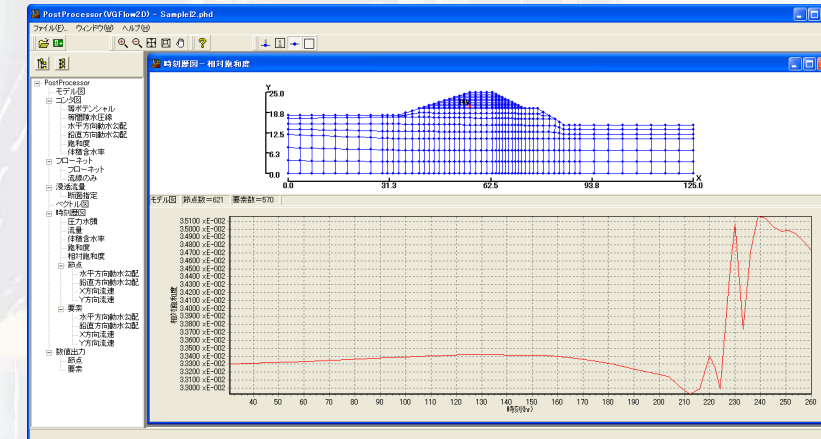 PostProcessor(VGFlow2D) - Sample12.phd
ファイル(F)... ウィンドウ(W) ヘルプ(H)
PostProcessor
モデル図
コンタ図
等ポテンシャル
等間隙水圧線
水平方向動水勾配
鉛直方向動水勾配
飽和度
体積含水率
フローネット
フローネット
流線のみ
浸透流量
断面指定
ベクトル図
時刻歴図
圧力水頭
流量
体積含水率
飽和度
相対飽和度
節点
水平方向動水勾配
鉛直方向動水勾配
X方向流速
Y方向流速
要素
水平方向動水勾配
鉛直方向動水勾配
X方向流速
Y方向流速
数値出力
節点
要素
時刻歴図 - 相対飽和度
Y
25.0
18.8
12.5
6.3
0.0
0.0 31.3 62.5 93.8 125.0
X
モデル図 節点数=621 要素数=570
3.5100 xE-002
3.5000 xE-002
3.4900 xE-002
3.4800 xE-002
3.4700 xE-002
3.4600 xE-002
3.4500 xE-002
3.4400 xE-002
3.4300 xE-002
3.4200 xE-002
3.4100 xE-002
3.4000 xE-002
3.3900 xE-002
3.3800 xE-002
3.3700 xE-002
3.3600 xE-002
3.3500 xE-002
3.3400 xE-002
3.3300 xE-002
3.3200 xE-002
3.3100 xE-002
3.3000 xE-002
相対飽和度
40 50 60 70 80 90 100 110 120 130 140 150 160 170 180 190 200 210 220 230 240 250 260
時刻(hr)